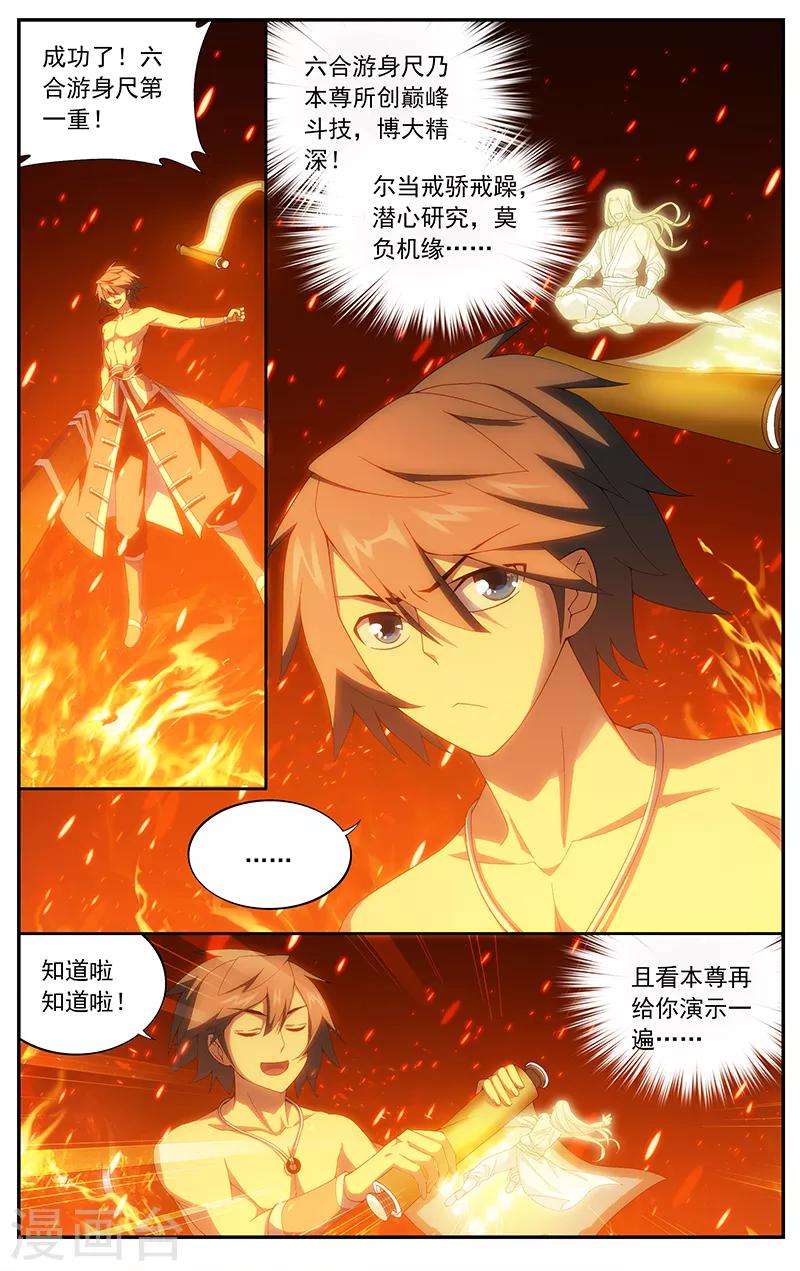 成功了！六
合游身尺第
一重！
六合游身尺乃
本尊所创巅峰
斗技，博大精
深！
尔当戒骄戒躁，
潜心研究，莫
负机缘……
……
知道啦
知道啦！
且看本尊再
给你演示一
遍……
漫画台